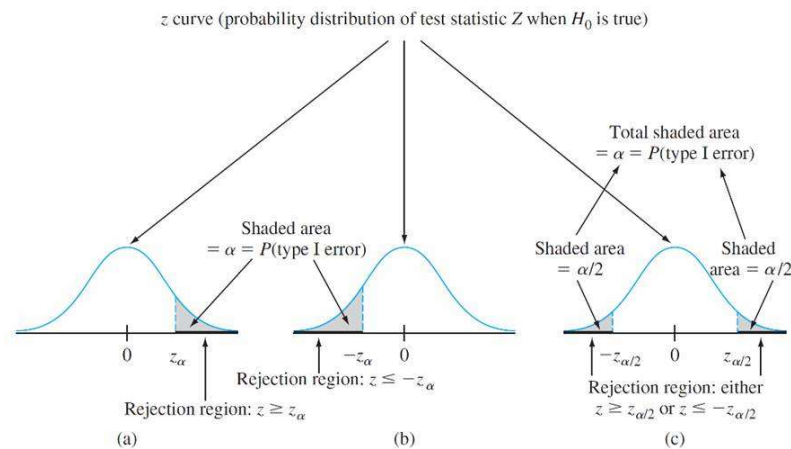 z curve (probability distribution of test statistic Z when H₀ is true)
Total shaded area
= α = P(type I error)
Shaded area
= α = P(type I error)
Shaded area
= α/2
Shaded
area = α/2
0
zα
−zα
0
−zα/2
0
zα/2
Rejection region: z ≤ −zα
Rejection region: z ≥ zα
Rejection region: either
z ≥ zα/2 or z ≤ −zα/2
(a)
(b)
(c)